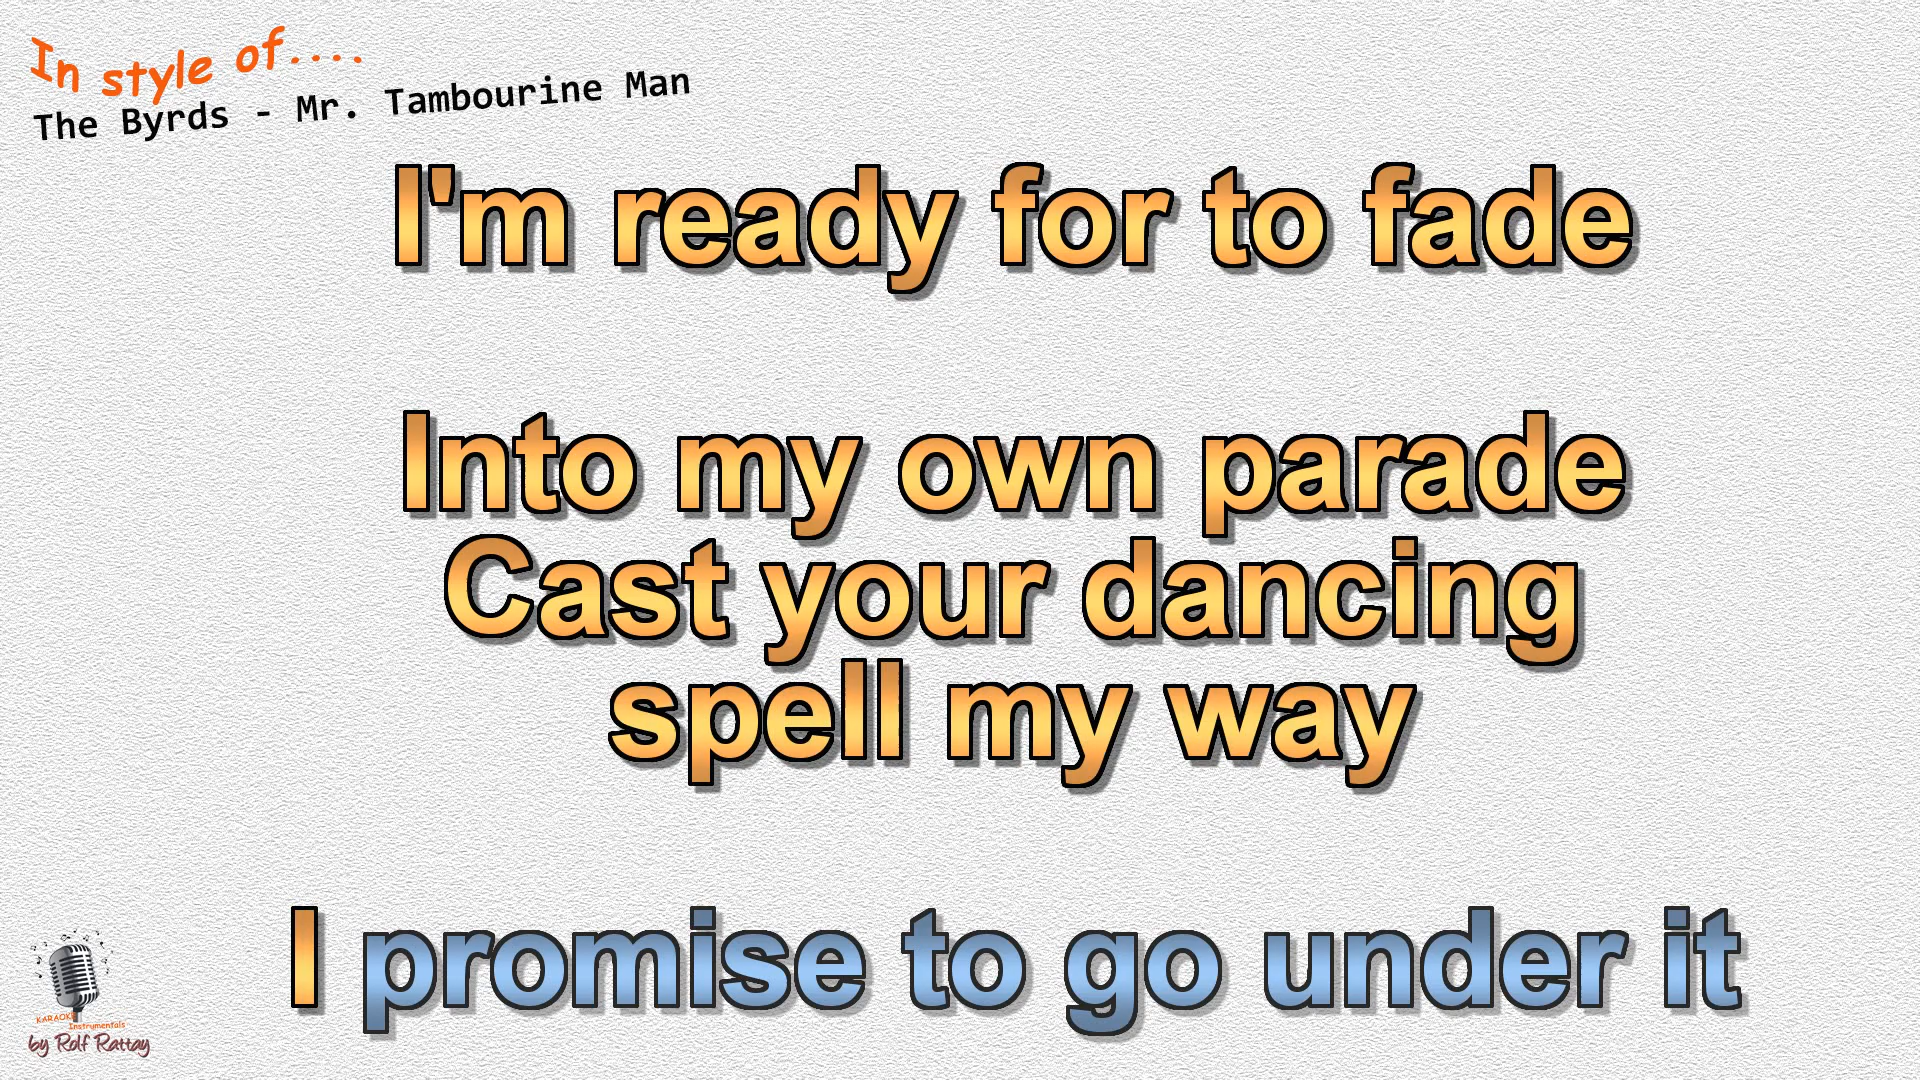 In style of....
The Byrds - Mr. Tambourine Man
I'm ready for to fade
Into my own parade
Cast your dancing
spell my way
I promise to go under it
KARAOKE
Instrumentals
by Rolf Rattay